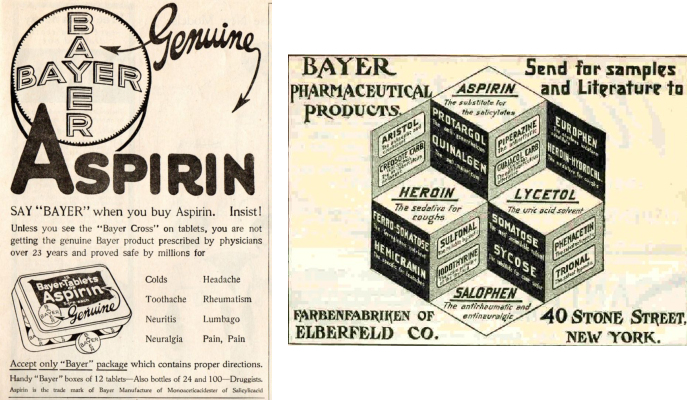 BAYER
BAYER
Genuine
ASPIRIN
SAY "BAYER" when you buy Aspirin. Insist!
Unless you see the "Bayer Cross" on tablets, you are not
getting the genuine Bayer product prescribed by physicians
over 23 years and proved safe by millions for
Bayer-Tablets
Aspirin
Genuine
BAYER
Colds Headache
Toothache Rheumatism
Neuritis Lumbago
Neuralgia Pain, Pain
Accept only "Bayer" package which contains proper directions.
Handy "Bayer" boxes of 12 tablets—Also bottles of 24 and 100—Druggists.
Aspirin is the trade mark of Bayer Manufacture of Monoaceticacidester of Salicylicacid
BAYER
PHARMACEUTICAL
PRODUCTS.
Send for samples
and Literature to
ASPIRIN
The substitute for
the salicylates
ARISTOL
CREOSOTE CARB
PROTARGOL
QUINALGEN
PIPERAZINE
GUAIACOL CARB
EUROPHEN
HEROIN-HYDROCHL
HEROIN
The sedative for
coughs
LYCETOL
The uric acid solvent
FERRO-SOMATOSE
HEMICRANIN
SULFONAL
IODOTHYRINE
SOMATOSE
SYCOSE
PHENACETIN
TRIONAL
SALOPHEN
The antirheumatic and
antineuralgic
FARBENFABRIKEN OF
ELBERFELD CO.
40 STONE STREET,
NEW YORK.